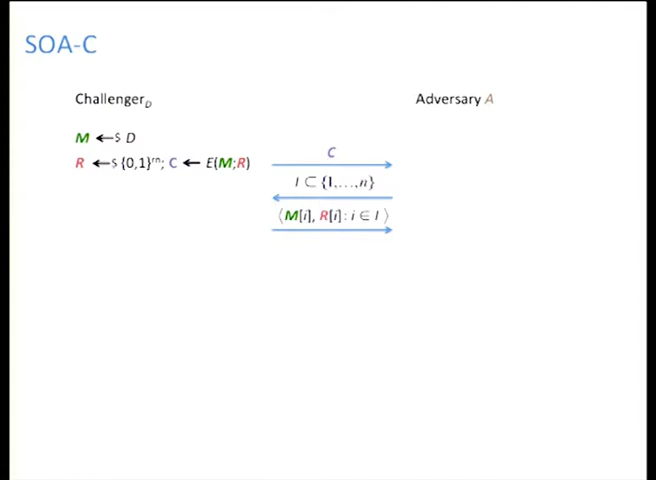 SOA-C
Challenger_D Adversary A
M ←$ D
R ←$ {0,1}^rn; C ← E(M;R)
C
I ⊂ {1,…,n}
⟨M[i], R[i] : i ∈ I ⟩